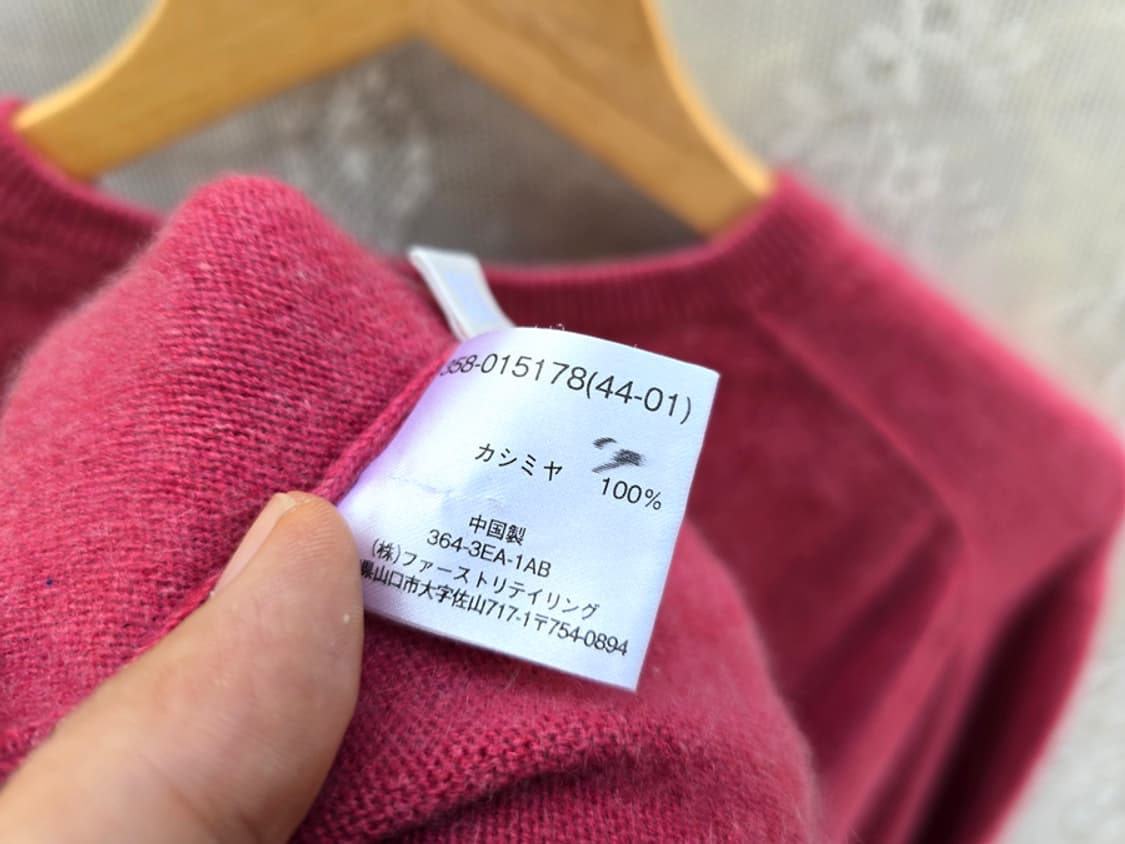 358-015178(44-01)
カシミヤ
100%
中国製
364-3EA-1AB
(株)ファーストリテイリング
県山口市大字佐山717-1〒754-0894